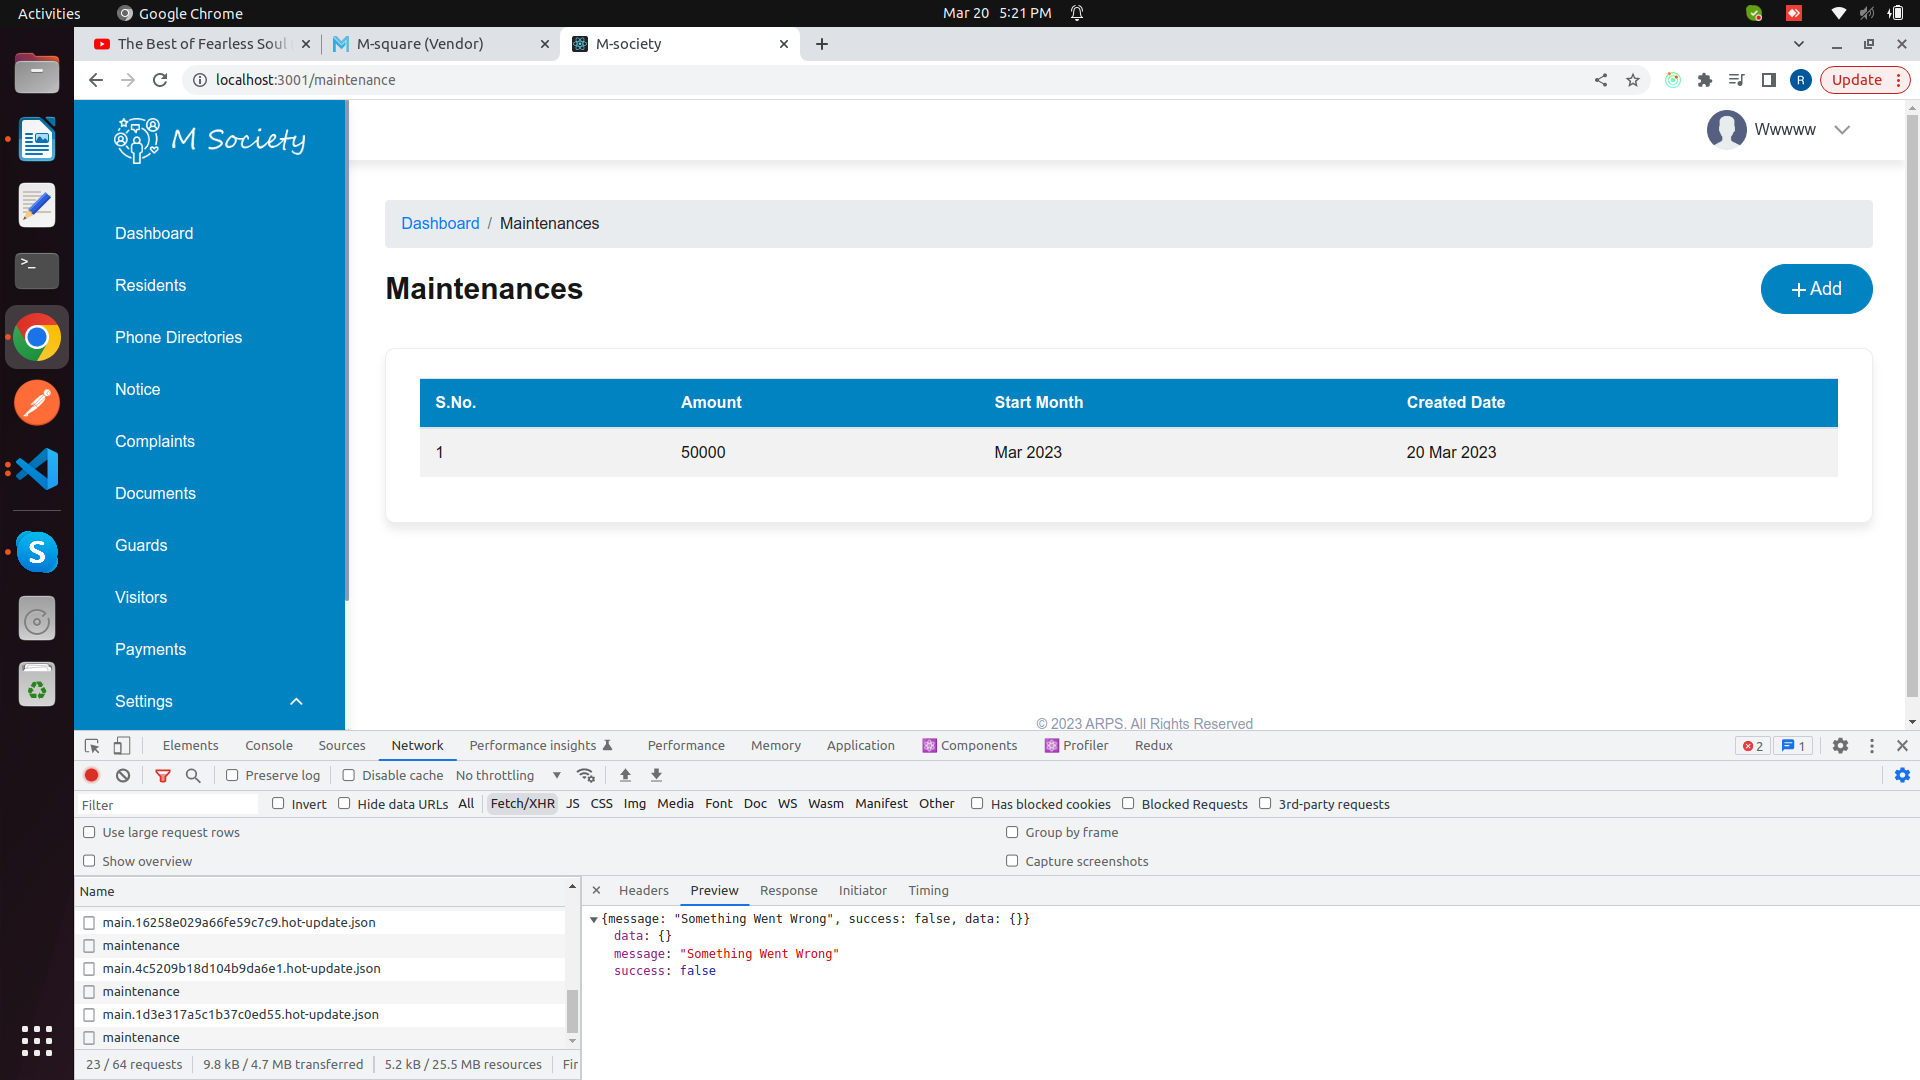 Activities
Google Chrome
Mar 20 5:21 PM
The Best of Fearless Soul
M-square (Vendor)
M-society
localhost:3001/maintenance
R
Update
M Society
Wwwww
Dashboard
Residents
Phone Directories
Notice
Complaints
Documents
Guards
Visitors
Payments
Settings
Dashboard / Maintenances
Maintenances
+ Add
S.No. Amount Start Month Created Date
1 50000 Mar 2023 20 Mar 2023
© 2023 ARPS. All Rights Reserved
Elements Console Sources Network Performance insights Performance Memory Application Components Profiler Redux
2 1
Preserve log Disable cache No throttling
Filter Invert Hide data URLs All Fetch/XHR JS CSS Img Media Font Doc WS Wasm Manifest Other Has blocked cookies Blocked Requests 3rd-party requests
Use large request rows Group by frame
Show overview Capture screenshots
Name
main.16258e029a66fe59c7c9.hot-update.json
maintenance
main.4c5209b18d104b9da6e1.hot-update.json
maintenance
main.1d3e317a5c1b37c0ed55.hot-update.json
maintenance
23 / 64 requests 9.8 kB / 4.7 MB transferred 5.2 kB / 25.5 MB resources Fir
Headers Preview Response Initiator Timing
{message: "Something Went Wrong", success: false, data: {}}
data: {}
message: "Something Went Wrong"
success: false